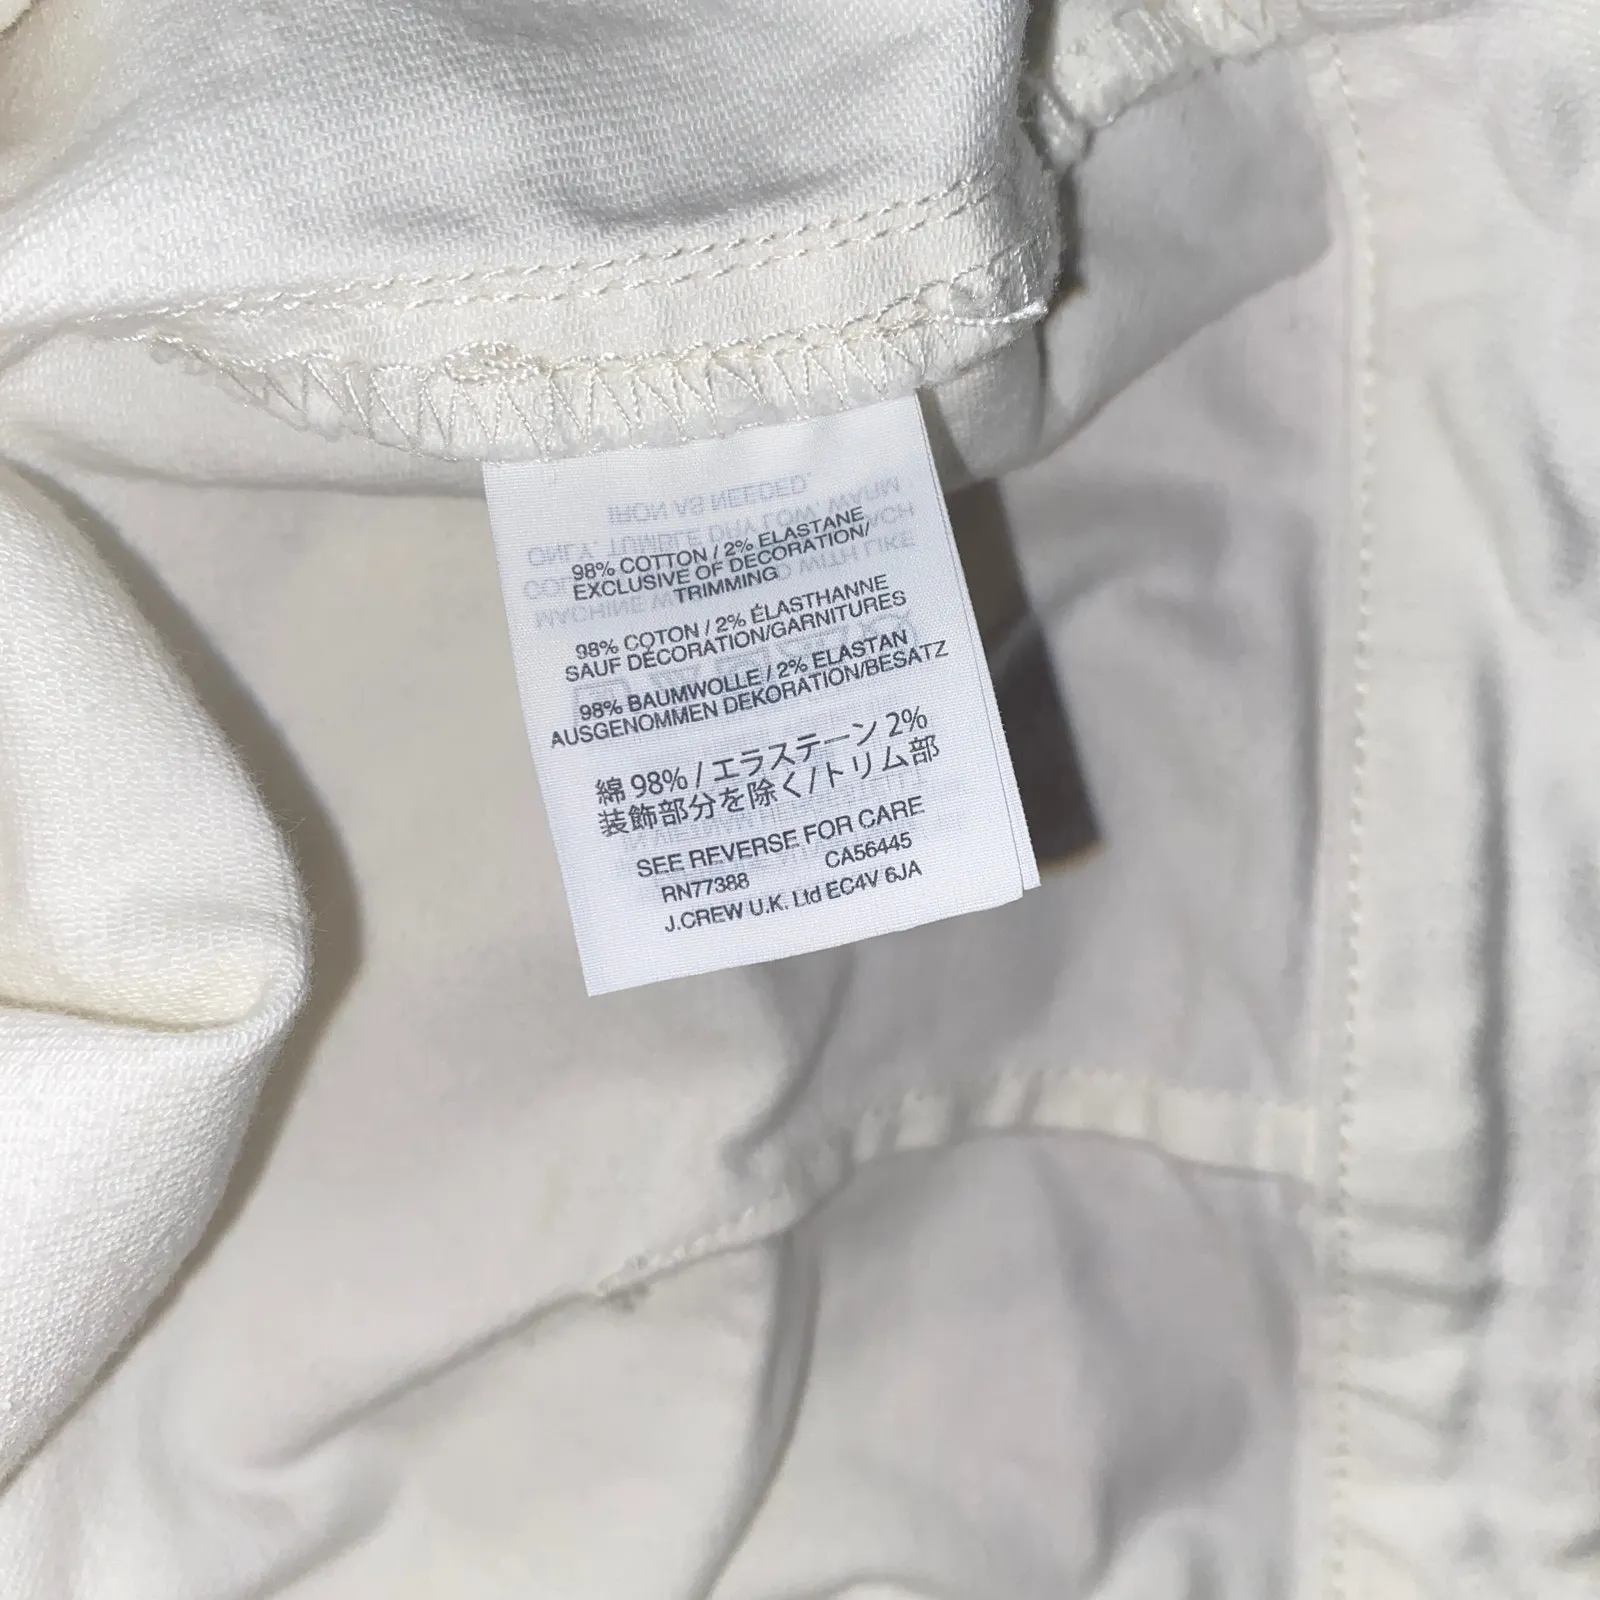 98% COTTON / 2% ELASTANE
EXCLUSIVE OF DECORATION/
TRIMMING
98% COTON / 2% ÉLASTHANNE
SAUF DÉCORATION/GARNITURES
98% BAUMWOLLE / 2% ELASTAN
AUSGENOMMEN DEKORATION/BESATZ
綿 98% / エラステーン 2%
装飾部分を除く/トリム部
SEE REVERSE FOR CARE
RN77388 CA56445
J.CREW U.K. Ltd EC4V 6JA